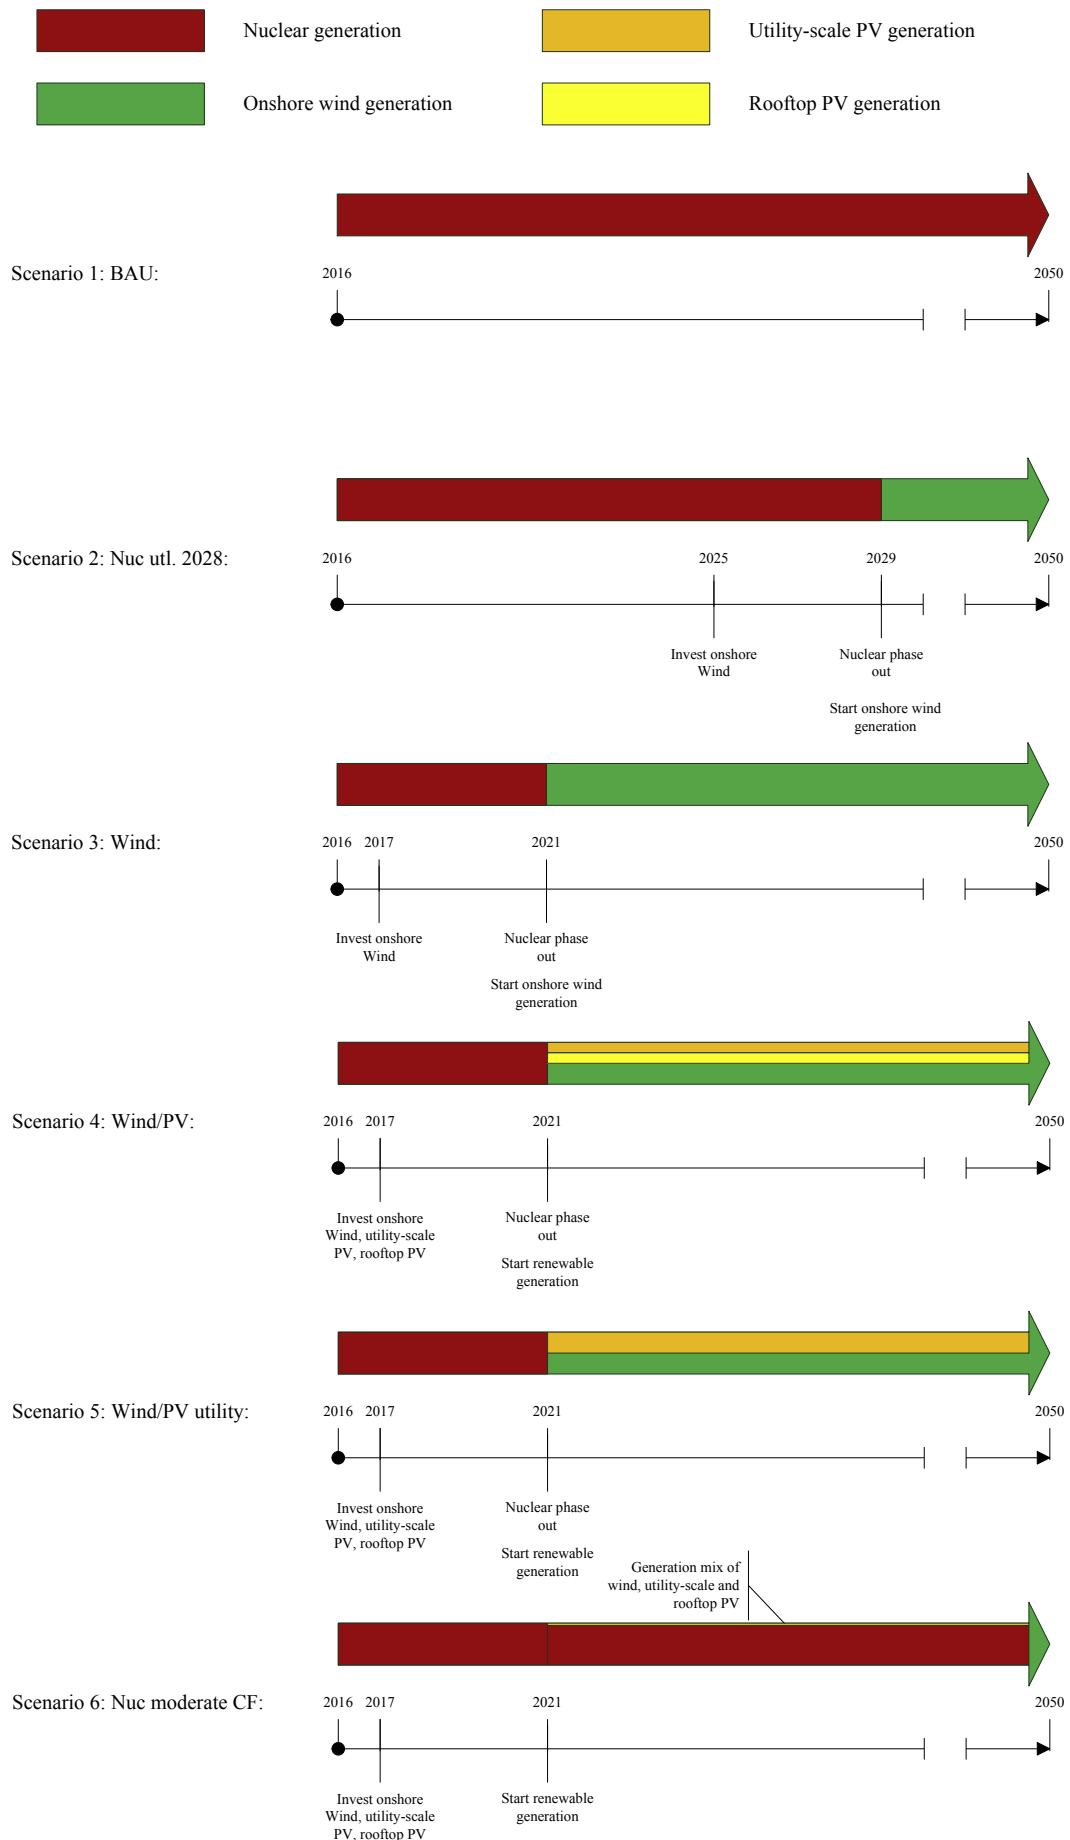 Nuclear generation
Utility-scale PV generation
Onshore wind generation
Rooftop PV generation
Scenario 1: BAU:
2016
2050
Scenario 2: Nuc utl. 2028:
2016
2025
2029
2050
Invest onshore
Wind
Nuclear phase
out
Start onshore wind
generation
Scenario 3: Wind:
2016
2017
2021
2050
Invest onshore
Wind
Nuclear phase
out
Start onshore wind
generation
Scenario 4: Wind/PV:
2016
2017
2021
2050
Invest onshore
Wind, utility-scale
PV, rooftop PV
Nuclear phase
out
Start renewable
generation
Scenario 5: Wind/PV utility:
2016
2017
2021
2050
Invest onshore
Wind, utility-scale
PV, rooftop PV
Nuclear phase
out
Start renewable
generation
Generation mix of
wind, utility-scale and
rooftop PV
Scenario 6: Nuc moderate CF:
2016
2017
2021
2050
Invest onshore
Wind, utility-scale
PV, rooftop PV
Start renewable
generation